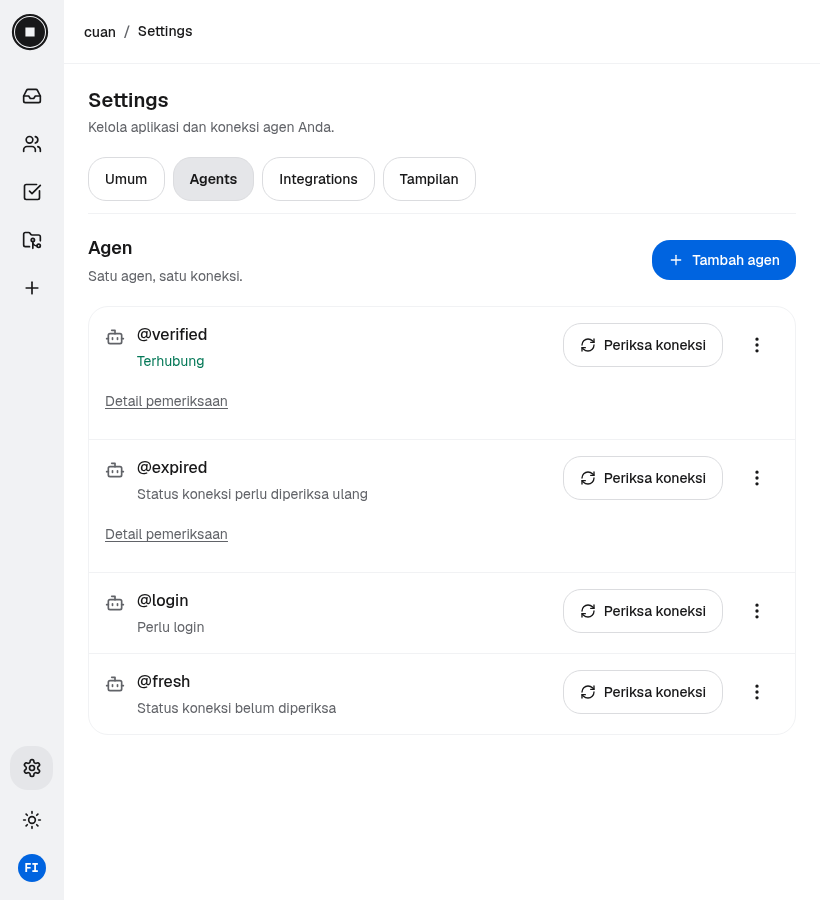 cuan / Settings
Settings
Kelola aplikasi dan koneksi agen Anda.
Umum Agents Integrations Tampilan
Agen
Satu agen, satu koneksi.
Tambah agen
@verified
Terhubung
Periksa koneksi
Detail pemeriksaan
@expired
Status koneksi perlu diperiksa ulang
Periksa koneksi
Detail pemeriksaan
@login
Perlu login
Periksa koneksi
@fresh
Status koneksi belum diperiksa
Periksa koneksi
FI